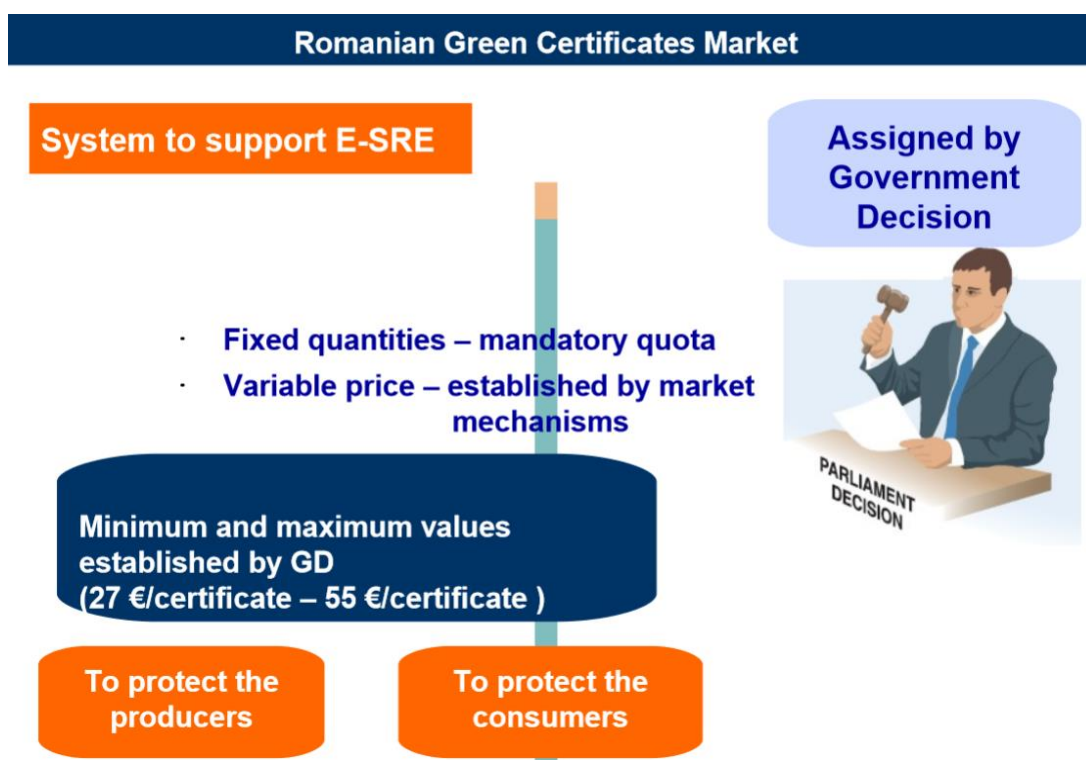 Romanian Green Certificates Market
System to support E-SRE
Assigned by
Government
Decision
· Fixed quantities – mandatory quota
· Variable price – established by market
mechanisms
PARLIAMENT
DECISION
Minimum and maximum values
established by GD
(27 €/certificate – 55 €/certificate )
To protect the
producers
To protect the
consumers